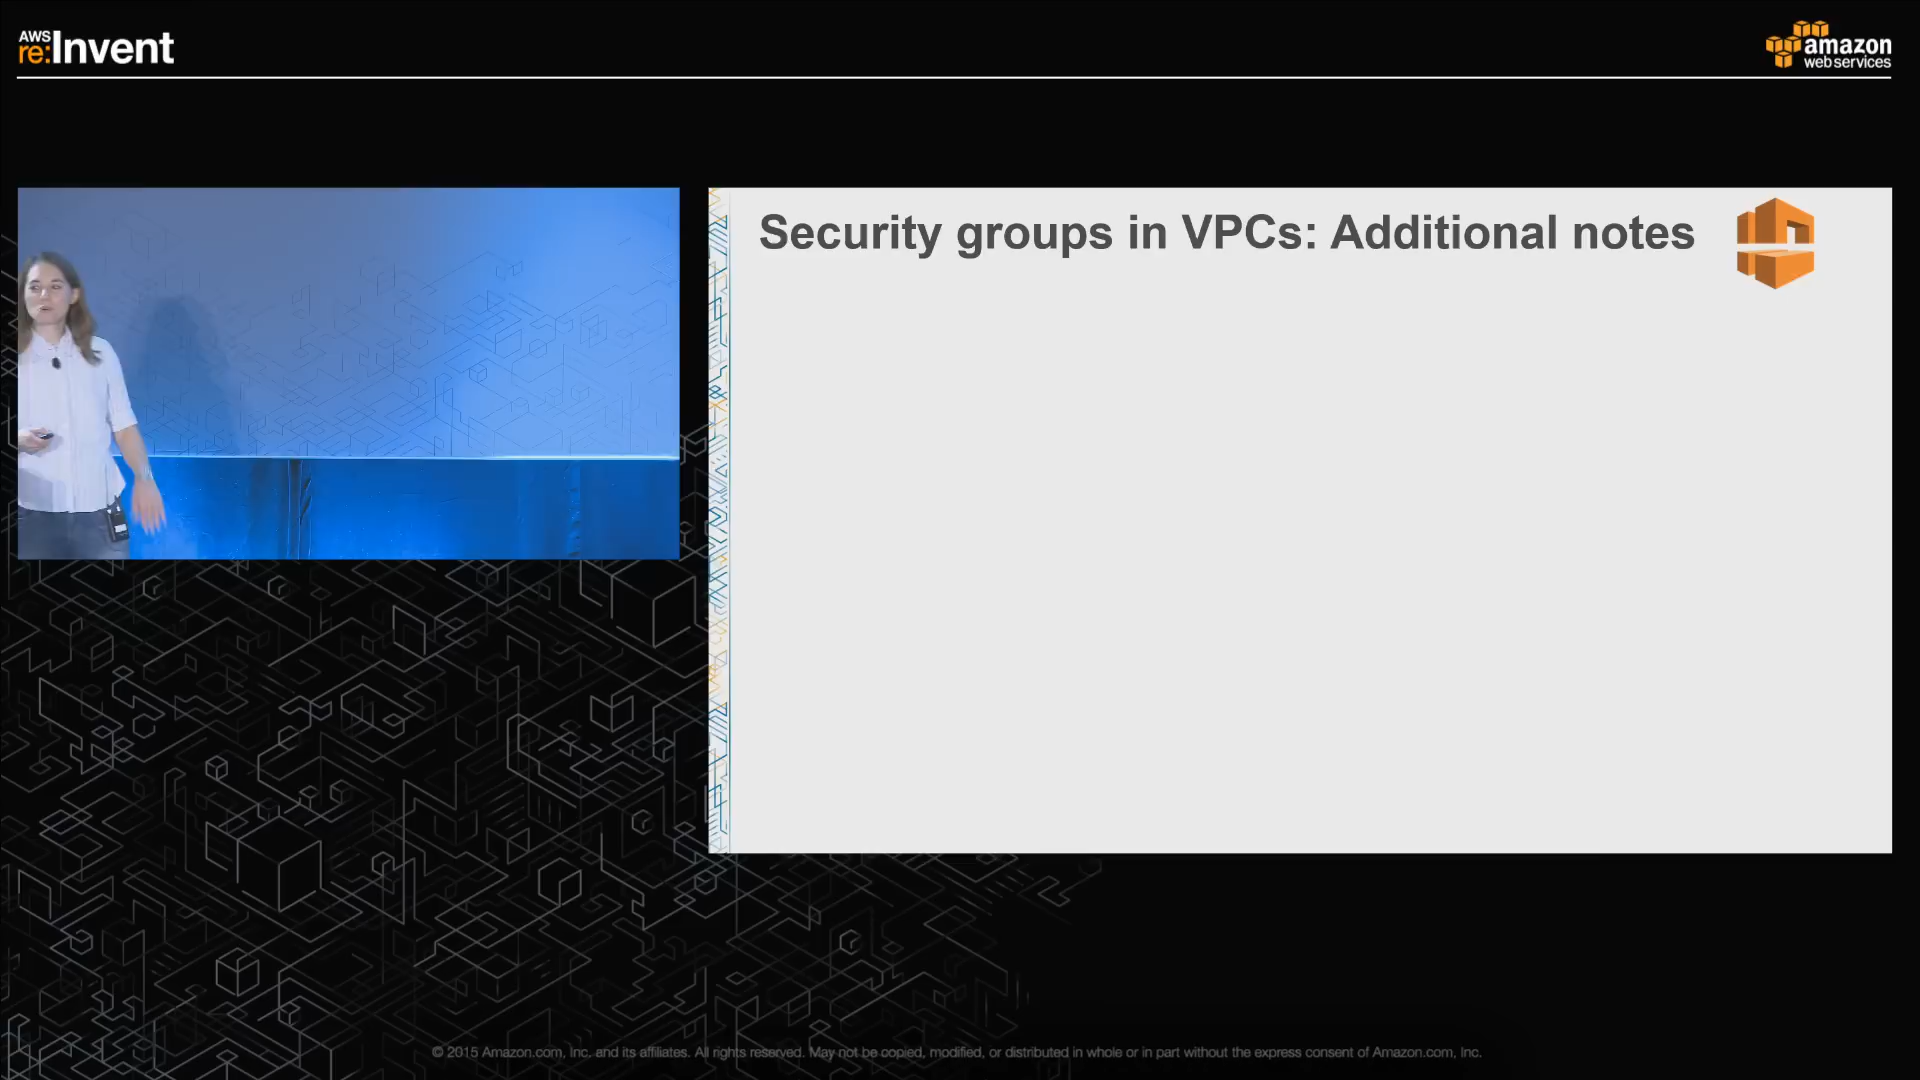 AWS
re:Invent
amazon
webservices
Security groups in VPCs: Additional notes
© 2015 Amazon.com, Inc. and its affiliates. All rights reserved. May not be copied, modified, or distributed in whole or in part without the express consent of Amazon.com, Inc.